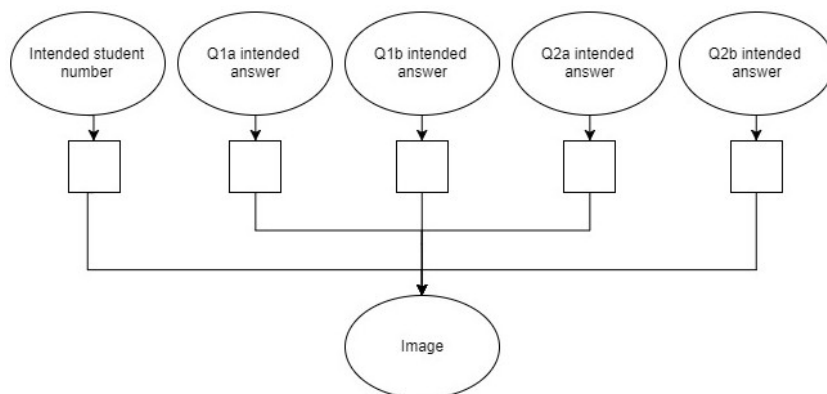 Intended student
number
Q1a intended
answer
Q1b intended
answer
Q2a intended
answer
Q2b intended
answer
Image